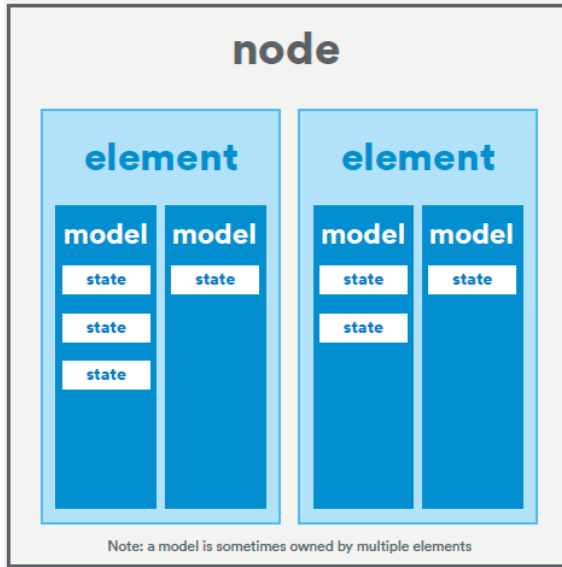 node
element
element
model
model
model
model
state
state
state
state
state
state
state
Note: a model is sometimes owned by multiple elements